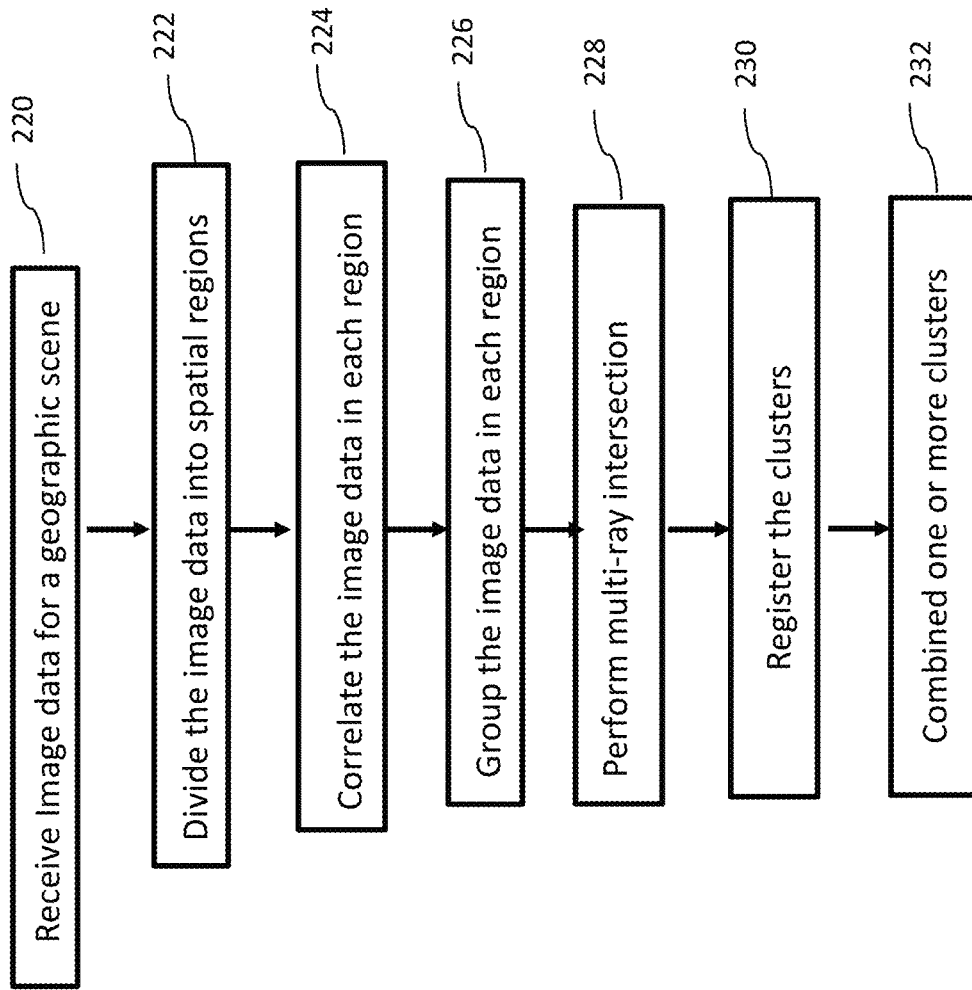 Receive Image data for a geographic scene
220
Divide the image data into spatial regions
222
Correlate the image data in each region
224
Group the image data in each region
226
Perform multi-ray intersection
228
Register the clusters
230
Combined one or more clusters
232